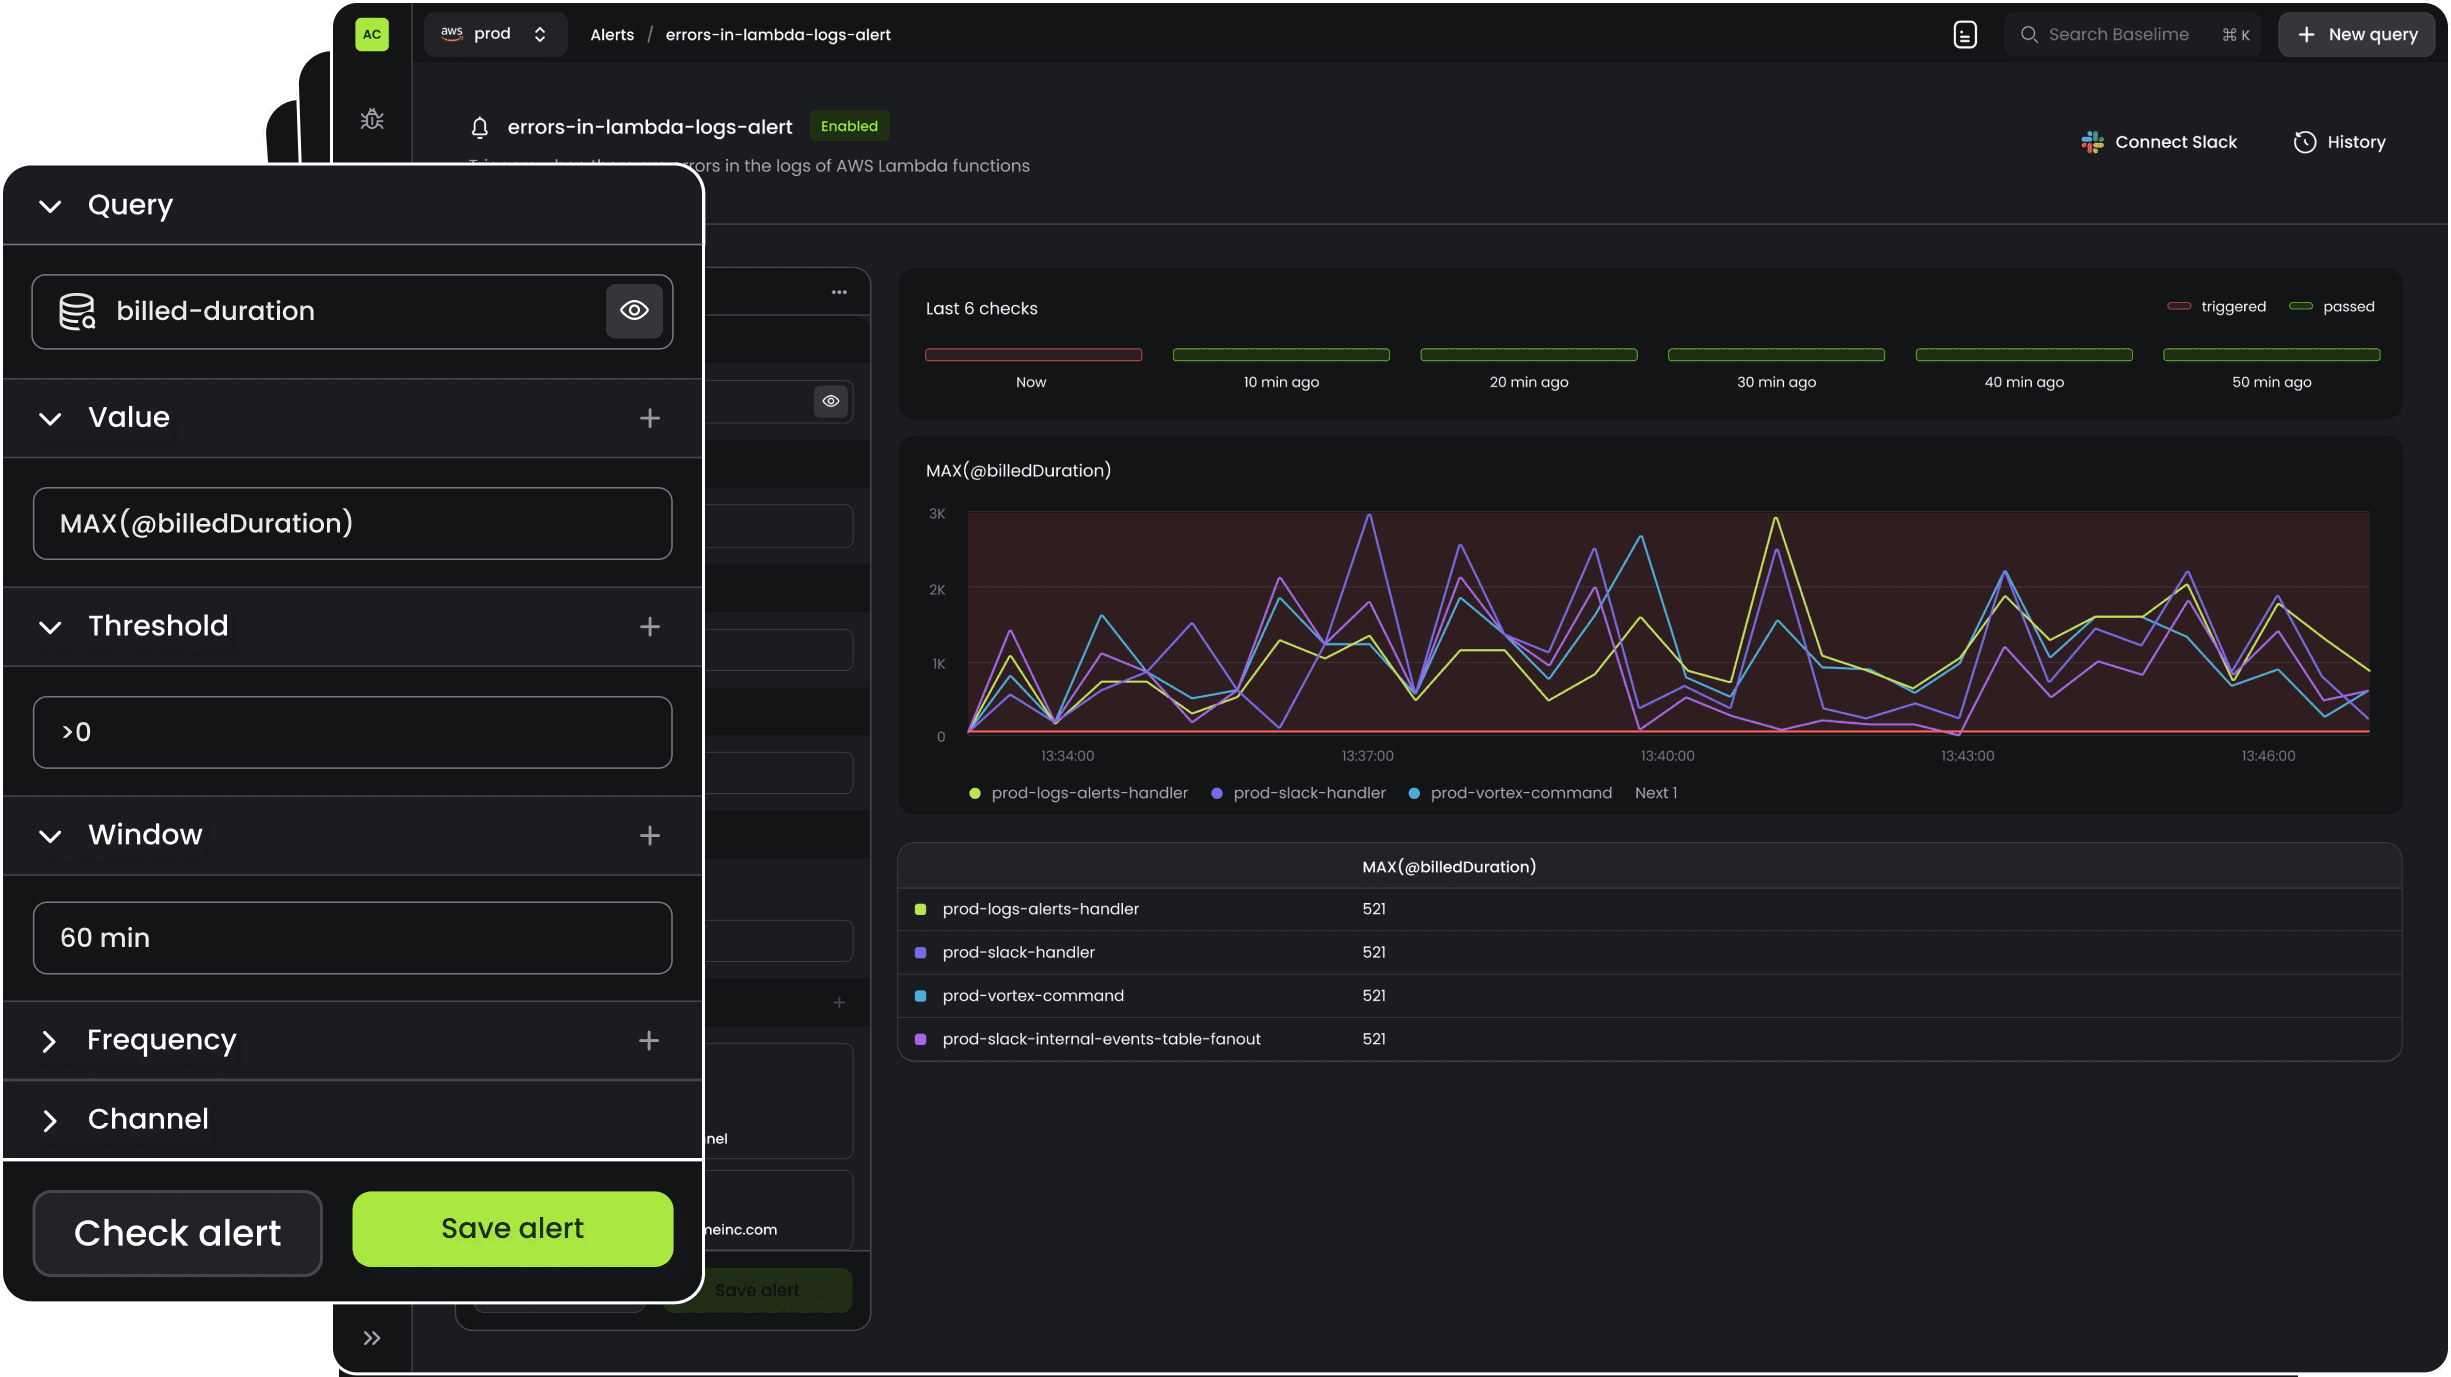 AC
aws prod
Alerts / errors-in-lambda-logs-alert
Search Baselime ⌘ K
+ New query
errors-in-lambda-logs-alert Enabled
in the logs of AWS Lambda functions
Connect Slack
History
Query
billed-duration
Value +
MAX(@billedDuration)
Threshold +
>0
Window +
60 min
Frequency +
Channel
Check alert
Save alert
nel
meinc.com
Save alert
Last 6 checks
triggered passed
Now 10 min ago 20 min ago 30 min ago 40 min ago 50 min ago
MAX(@billedDuration)
3K
2K
1K
0
13:34:00 13:37:00 13:40:00 13:43:00 13:46:00
prod-logs-alerts-handler prod-slack-handler prod-vortex-command Next 1
MAX(@billedDuration)
prod-logs-alerts-handler 521
prod-slack-handler 521
prod-vortex-command 521
prod-slack-internal-events-table-fanout 521